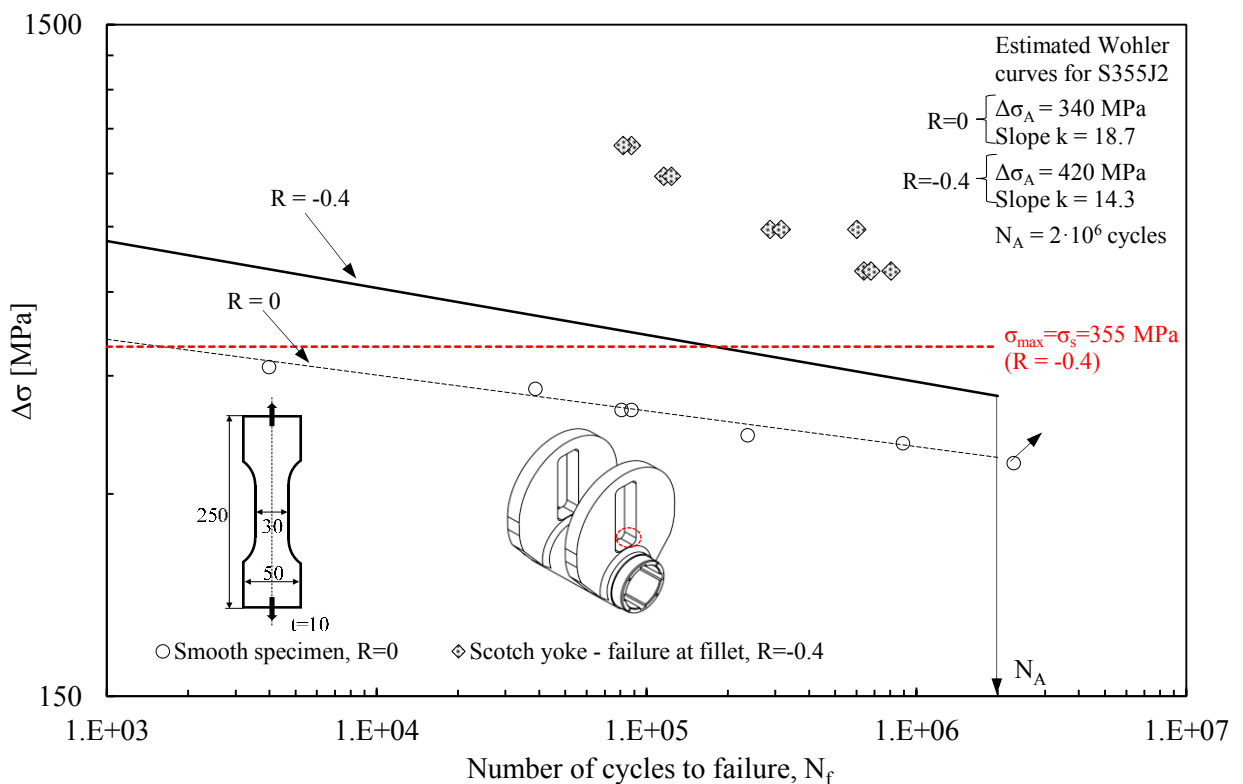 1500
Estimated Wohler
curves for S355J2
R=0
Δσ_A = 340 MPa
Slope k = 18.7
R=-0.4
Δσ_A = 420 MPa
Slope k = 14.3
N_A = 2·10⁶ cycles
R = -0.4
R = 0
σ_max=σ_s=355 MPa
(R = -0.4)
Δσ [MPa]
250
30
50
t=10
Smooth specimen, R=0
Scotch yoke - failure at fillet, R=-0.4
N_A
150
1.E+03 1.E+04 1.E+05 1.E+06 1.E+07
Number of cycles to failure, N_f